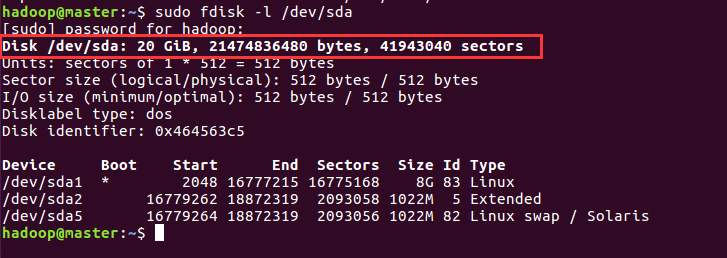 hadoop@master:~$ sudo fdisk -l /dev/sda
[sudo] password for hadoop:
Disk /dev/sda: 20 GiB, 21474836480 bytes, 41943040 sectors
Units: sectors of 1 * 512 = 512 bytes
Sector size (logical/physical): 512 bytes / 512 bytes
I/O size (minimum/optimal): 512 bytes / 512 bytes
Disklabel type: dos
Disk identifier: 0x464563c5
Device     Boot    Start      End  Sectors  Size Id Type
/dev/sda1  *        2048 16777215 16775168    8G 83 Linux
/dev/sda2       16779262 18872319  2093058 1022M  5 Extended
/dev/sda5       16779264 18872319  2093056 1022M 82 Linux swap / Solaris
hadoop@master:~$